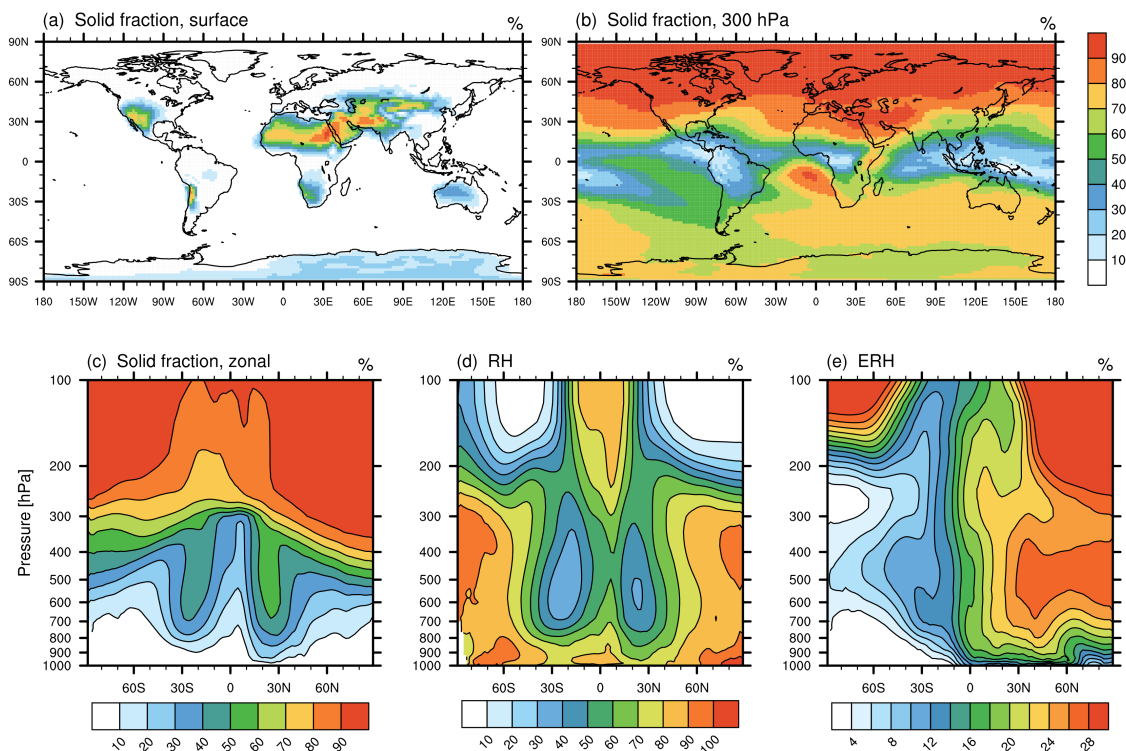 (a) Solid fraction, surface %
(b) Solid fraction, 300 hPa %
90N
60N
30N
0
30S
60S
90S
180 150W 120W 90W 60W 30W 0 30E 60E 90E 120E 150E 180
90N
60N
30N
0
30S
60S
90S
180 150W 120W 90W 60W 30W 0 30E 60E 90E 120E 150E 180
90
80
70
60
50
40
30
20
10
(c) Solid fraction, zonal %
Pressure [hPa]
100
200
300
400
500
600
700
800
900
1000
60S 30S 0 30N 60N
10 20 30 40 50 60 70 80 90
(d) RH %
100
200
300
400
500
600
700
800
900
1000
60S 30S 0 30N 60N
10 20 30 40 50 60 70 80 90 100
(e) ERH %
100
200
300
400
500
600
700
800
900
1000
60S 30S 0 30N 60N
4 8 12 16 20 24 28